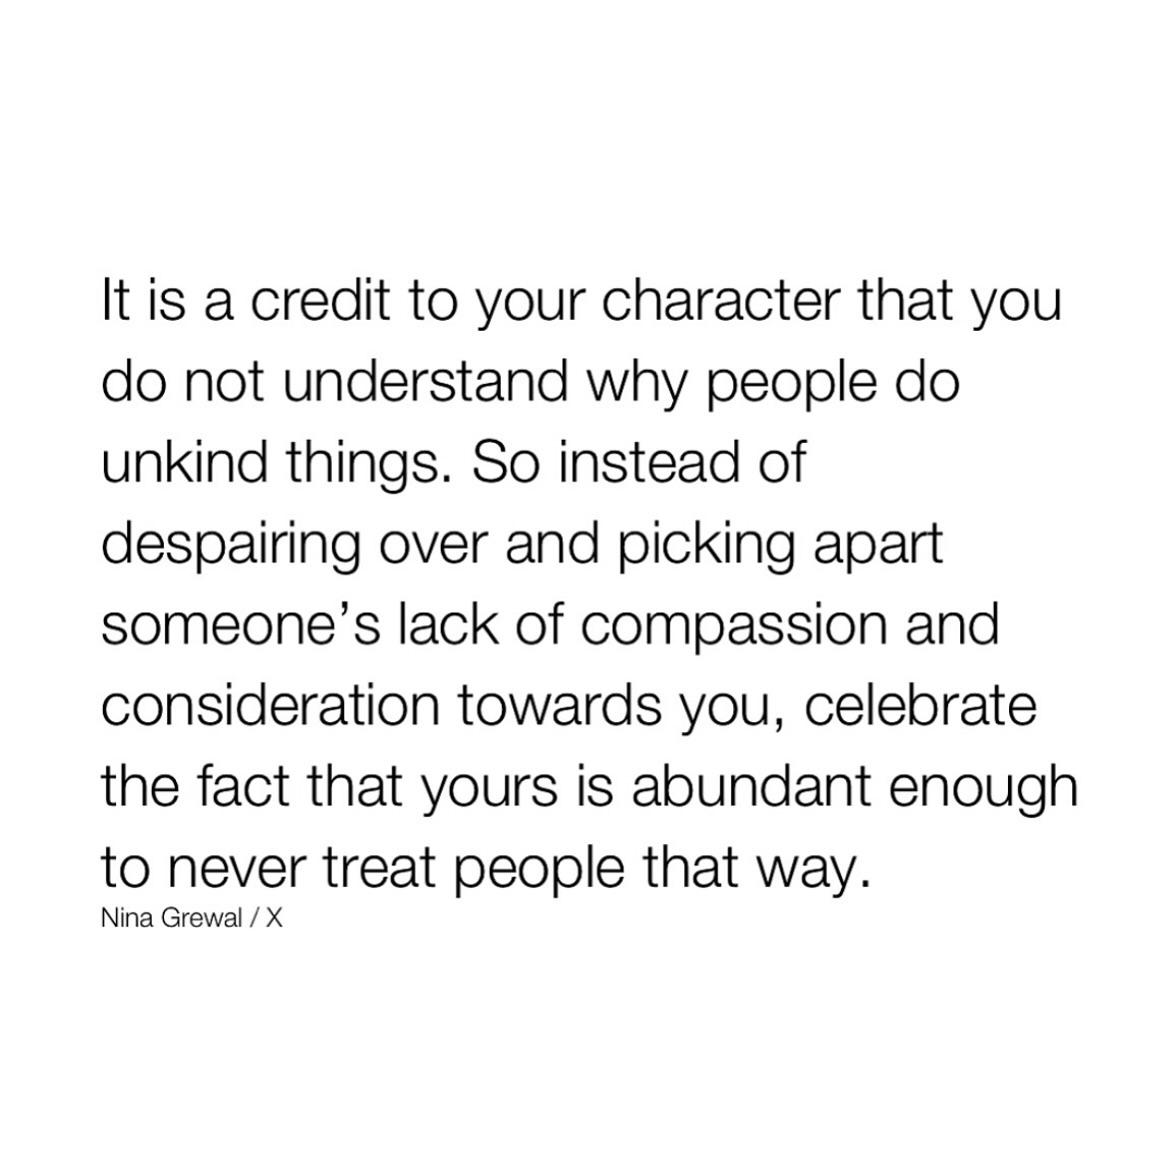 It is a credit to your character that you
do not understand why people do
unkind things. So instead of
despairing over and picking apart
someone’s lack of compassion and
consideration towards you, celebrate
the fact that yours is abundant enough
to never treat people that way.
Nina Grewal / X